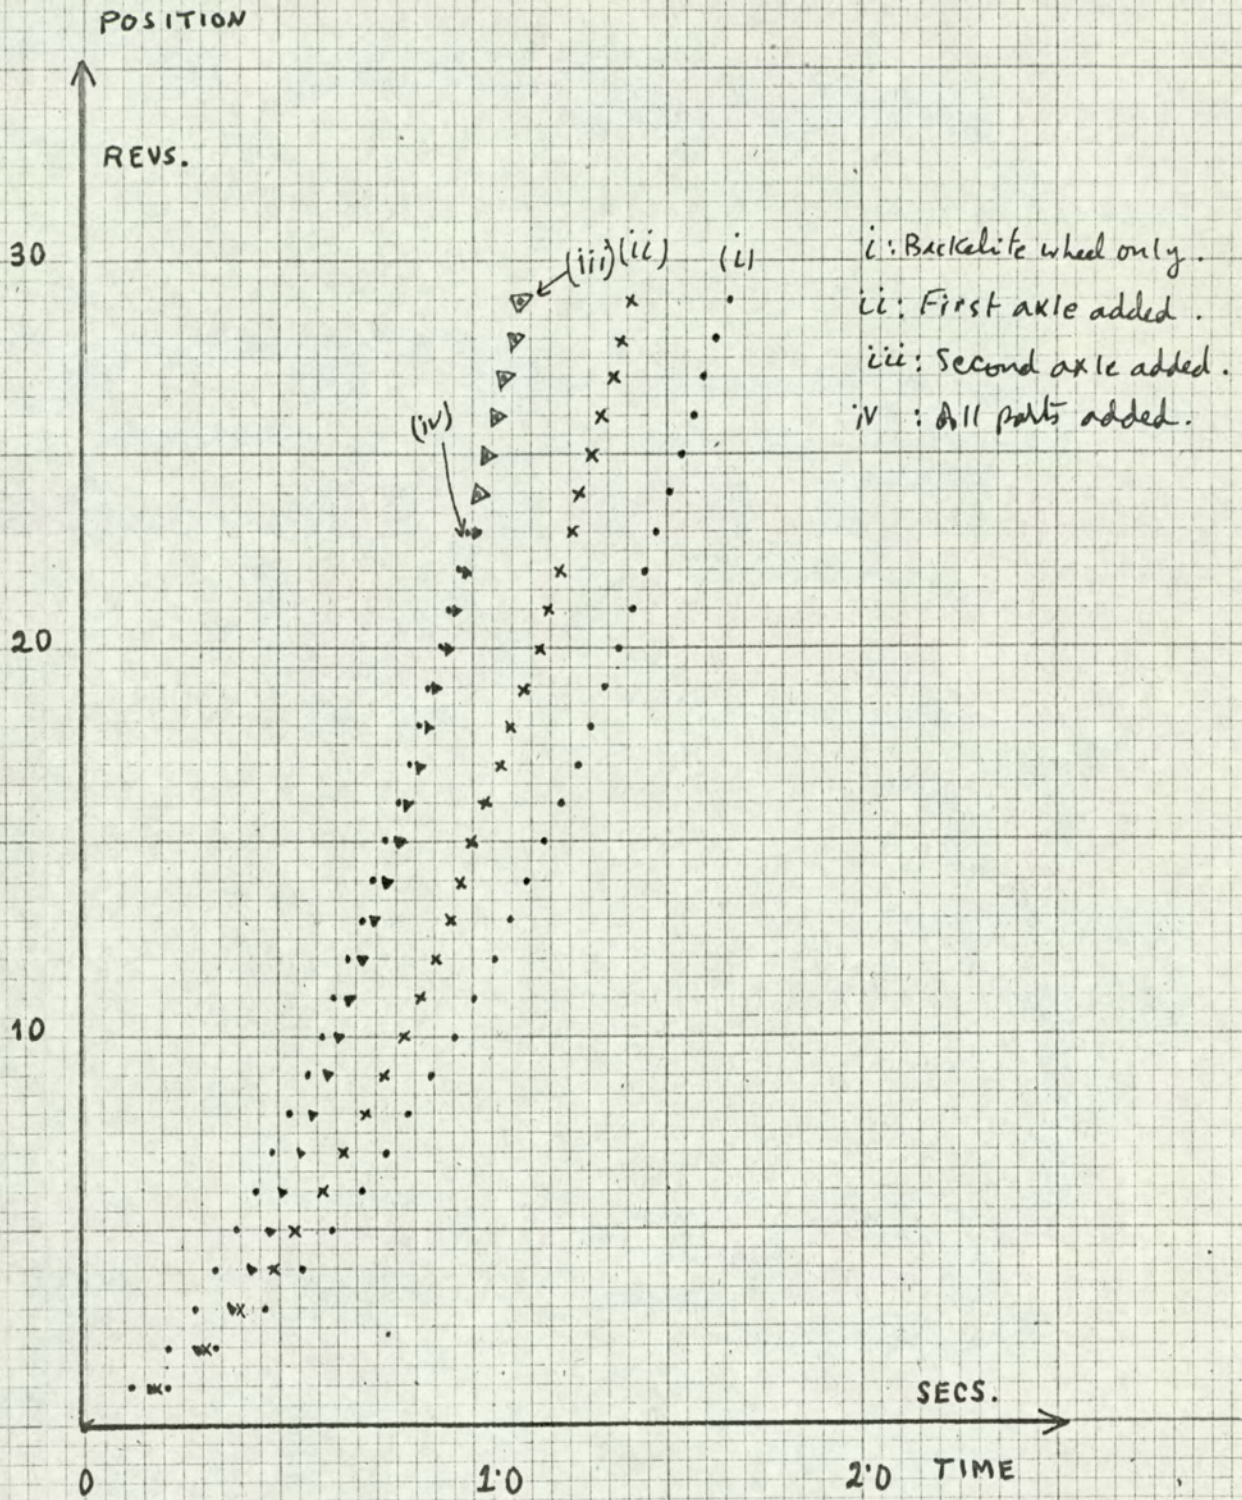 POSITION
REVS.
30
(iii) (ii) (i)
i : Backelite wheel only.
ii : First axle added.
iii : Second axle added.
iv : All parts added.
(iv)
20
10
SECS.
0 1·0 2·0 TIME